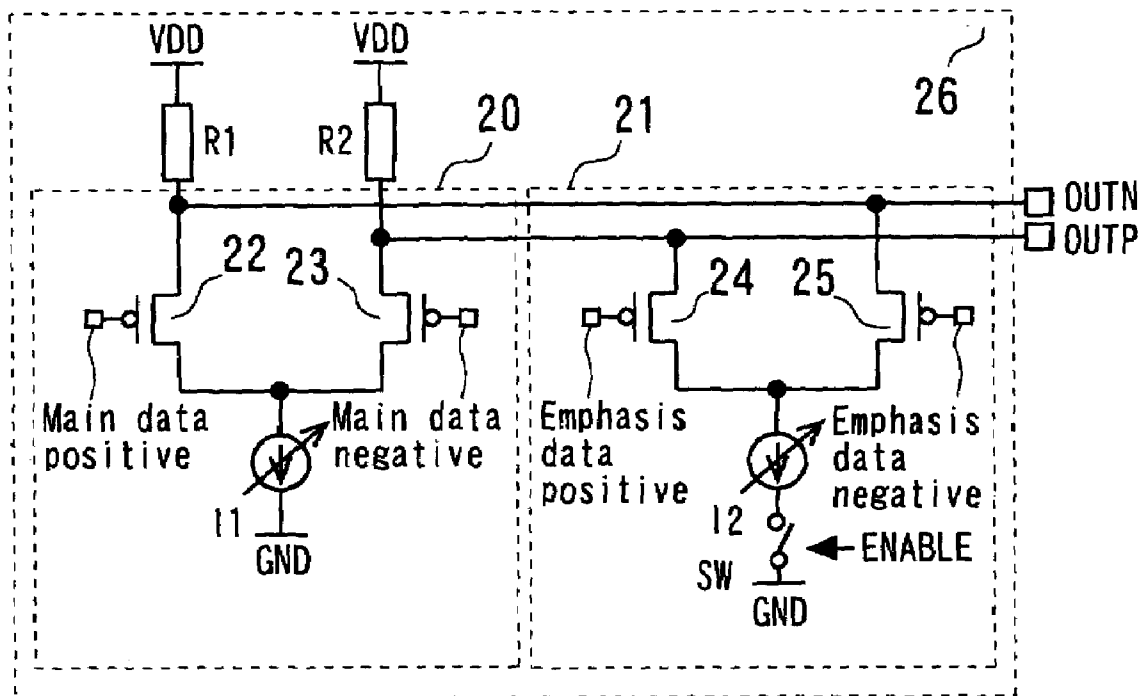 VDD
VDD
26
R1
R2
20
21
OUTN
OUTP
22
23
24
25
Main data
positive
Main data
negative
Emphasis
data
positive
Emphasis
data
negative
I1
GND
I2
SW
ENABLE
GND